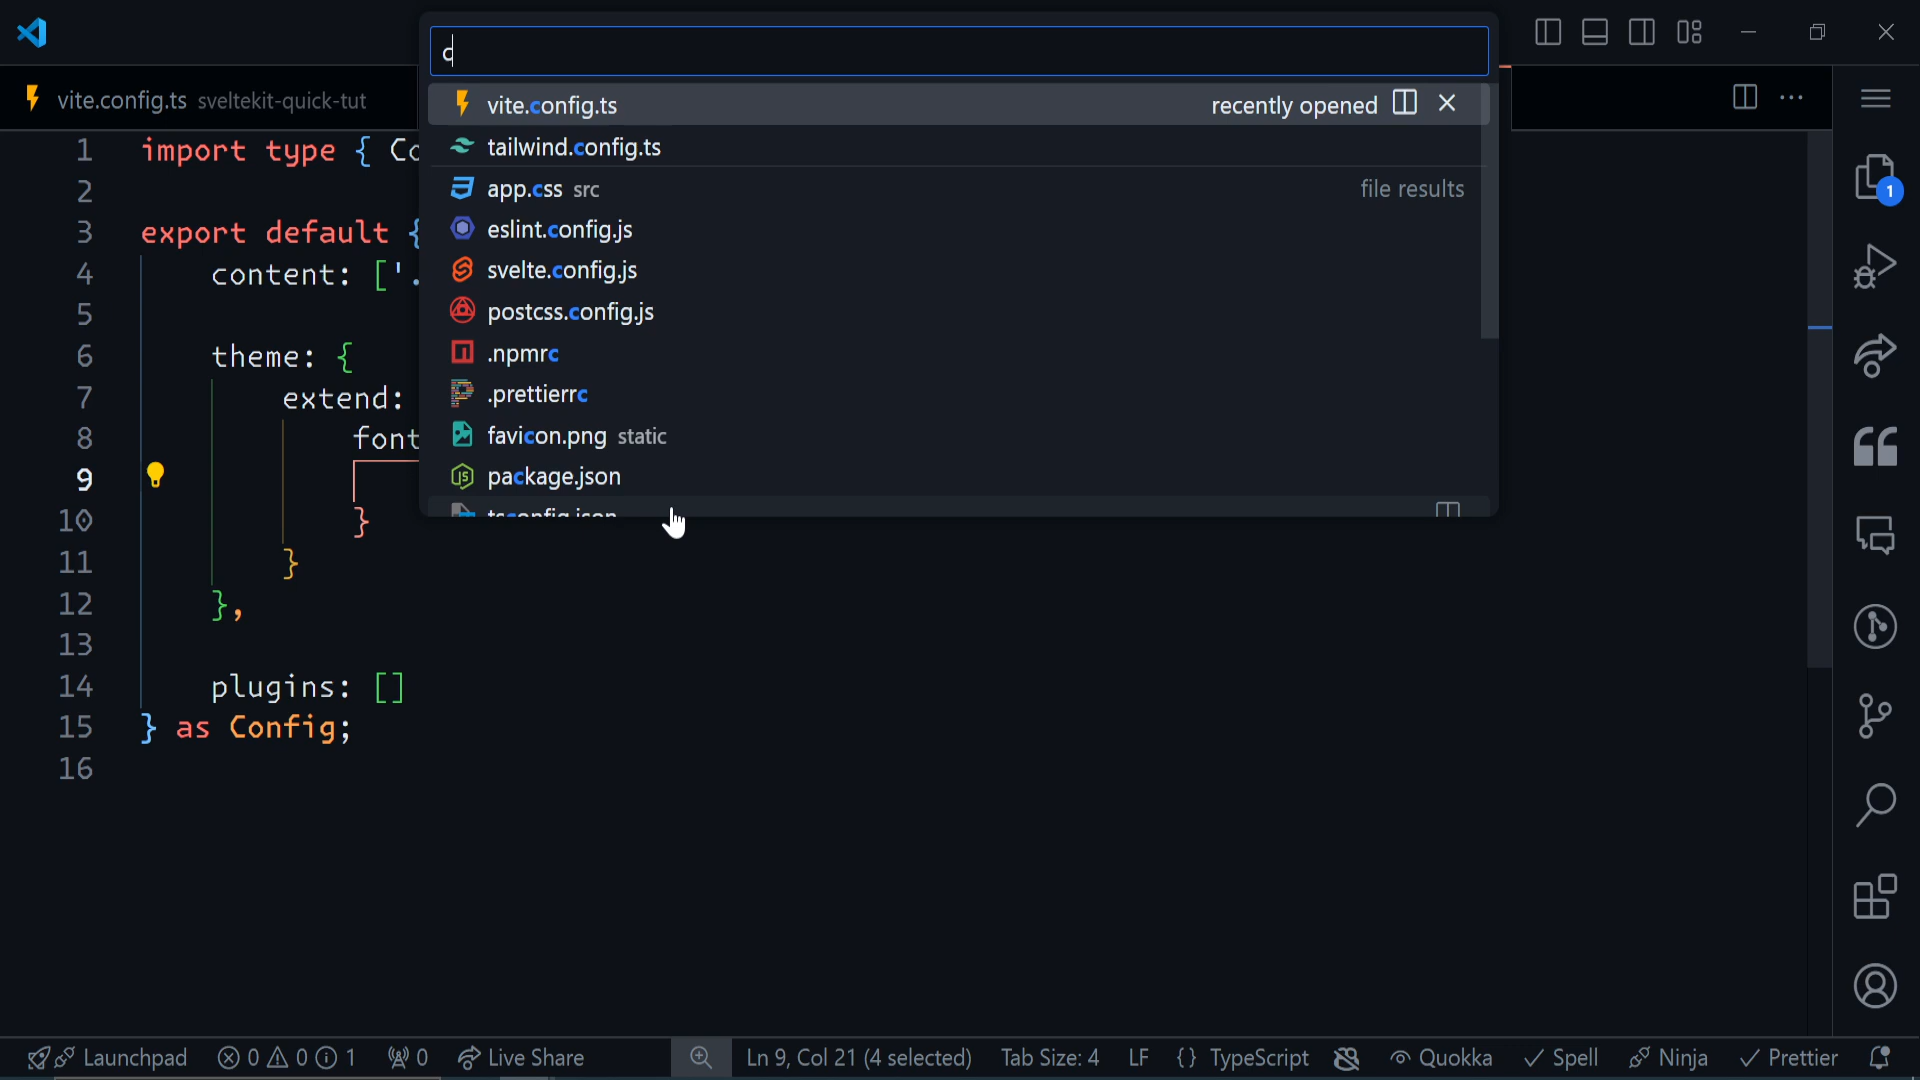 c
vite.config.ts sveltekit-quick-tut
vite.config.ts recently opened
tailwind.config.ts
app.css src file results
eslint.config.js
svelte.config.js
postcss.config.js
.npmrc
.prettierrc
favicon.png static
package.json
tsconfig.json
1 import type { Co
2
3 export default {
4 content: ['.
5
6 theme: {
7 extend:
8 font
9
10 }
11 }
12 },
13
14 plugins: []
15 } as Config;
16
1
Launchpad 0 0 1 0 Live Share Ln 9, Col 21 (4 selected) Tab Size: 4 LF {} TypeScript Quokka Spell Ninja Prettier